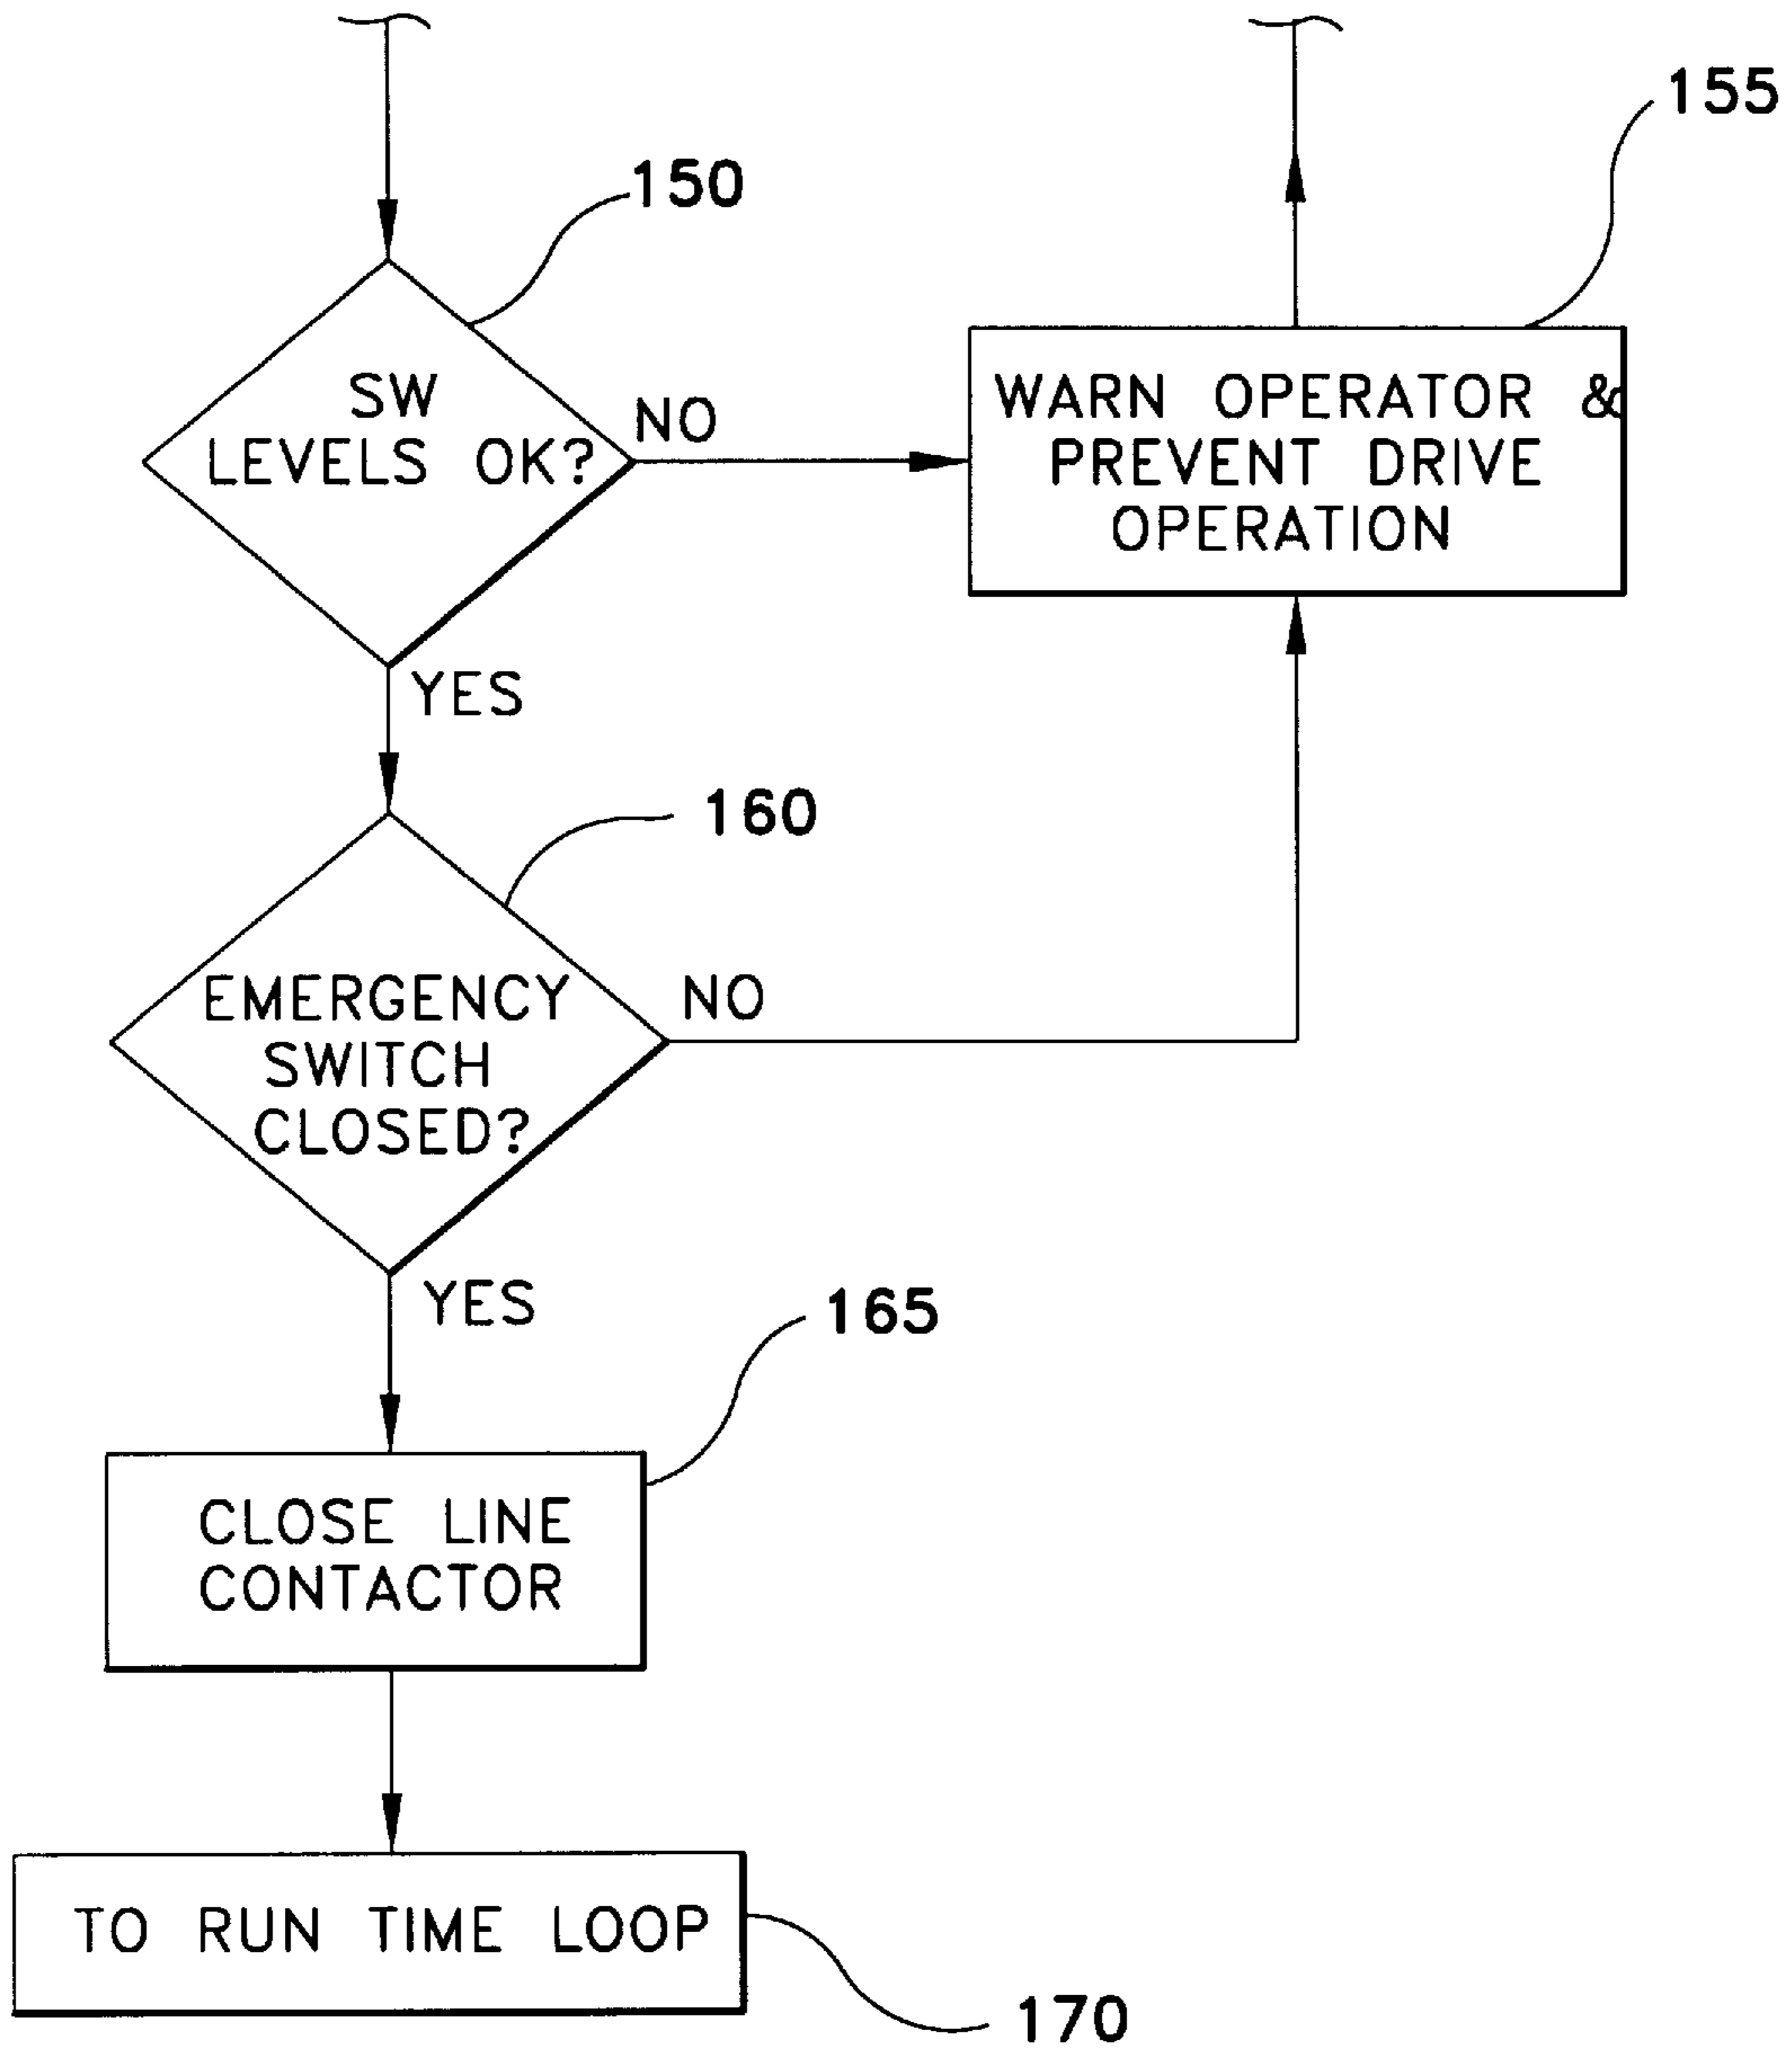 155
150
SW
LEVELS OK?
NO
WARN OPERATOR &
PREVENT DRIVE
OPERATION
YES
160
EMERGENCY
SWITCH
CLOSED?
NO
YES
165
CLOSE LINE
CONTACTOR
TO RUN TIME LOOP
170